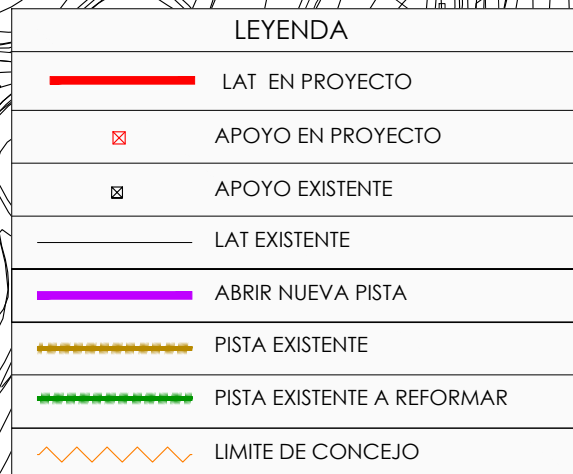 LEYENDA
LAT EN PROYECTO
APOYO EN PROYECTO
APOYO EXISTENTE
LAT EXISTENTE
ABRIR NUEVA PISTA
PISTA EXISTENTE
PISTA EXISTENTE A REFORMAR
LIMITE DE CONCEJO